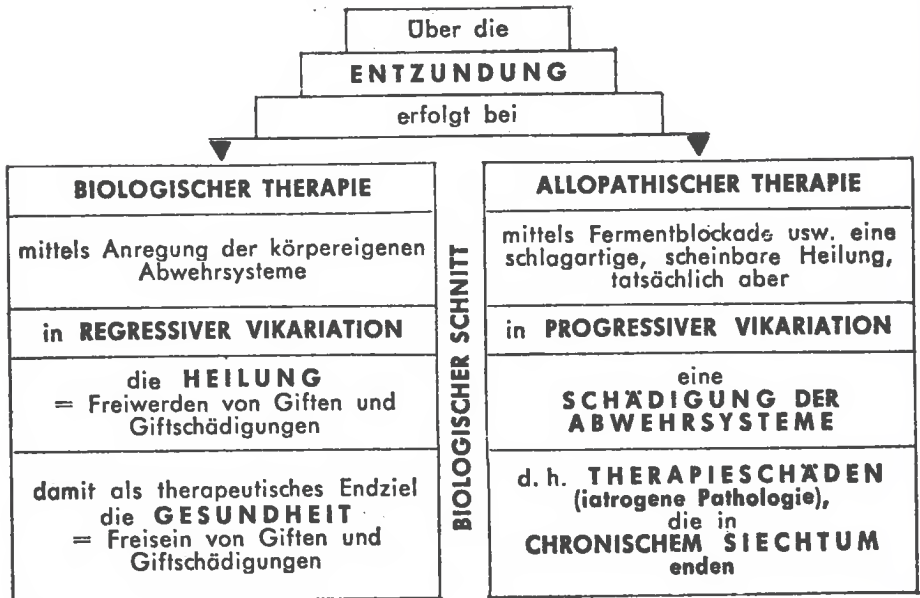 Über die
ENTZUNDUNG
erfolgt bei
BIOLOGISCHER THERAPIE
mittels Anregung der körpereigenen
Abwehrsysteme
in REGRESSIVER VIKARIATION
die HEILUNG
= Freiwerden von Giften und
Giftschädigungen
damit als therapeutisches Endziel
die GESUNDHEIT
= Freisein von Giften und
Giftschädigungen
BIOLOGISCHER SCHNITT
ALLOPATHISCHER THERAPIE
mittels Fermentblockade usw. eine
schlagartige, scheinbare Heilung,
tatsächlich aber
in PROGRESSIVER VIKARIATION
eine
SCHÄDIGUNG DER
ABWEHRSYSTEME
d. h. THERAPIESCHÄDEN
(iatrogene Pathologie),
die in
CHRONISCHEM SIECHTUM
enden